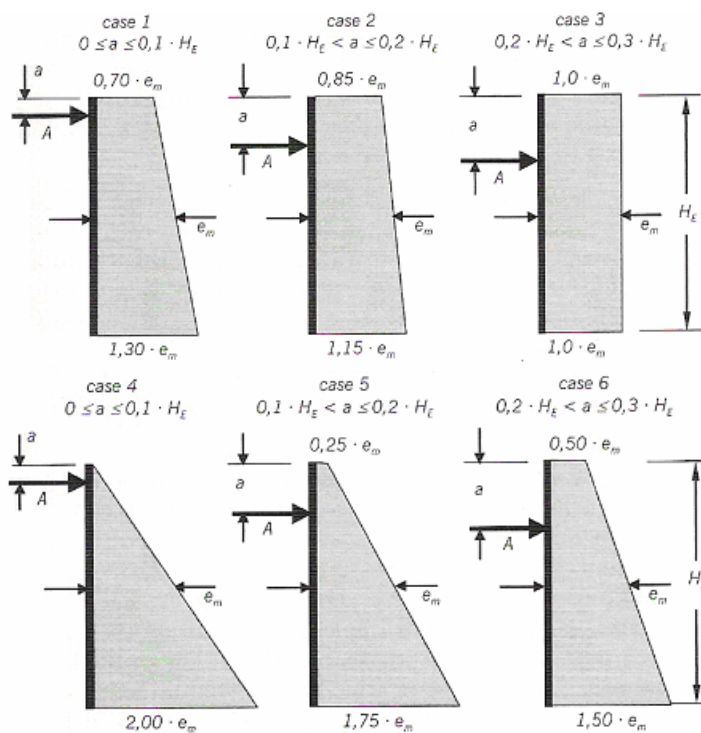 case 1
0 ≤ a ≤ 0,1 · H_E
a
0,70 · e_m
A
e_m
1,30 · e_m
case 2
0,1 · H_E < a ≤ 0,2 · H_E
0,85 · e_m
a
A
e_m
1,15 · e_m
case 3
0,2 · H_E < a ≤ 0,3 · H_E
1,0 · e_m
a
A
e_m
H_E
1,0 · e_m
case 4
0 ≤ a ≤ 0,1 · H_E
a
A
e_m
2,00 · e_m
case 5
0,1 · H_E < a ≤ 0,2 · H_E
0,25 · e_m
a
A
e_m
1,75 · e_m
case 6
0,2 · H_E < a ≤ 0,3 · H_E
0,50 · e_m
a
A
e_m
H
1,50 · e_m